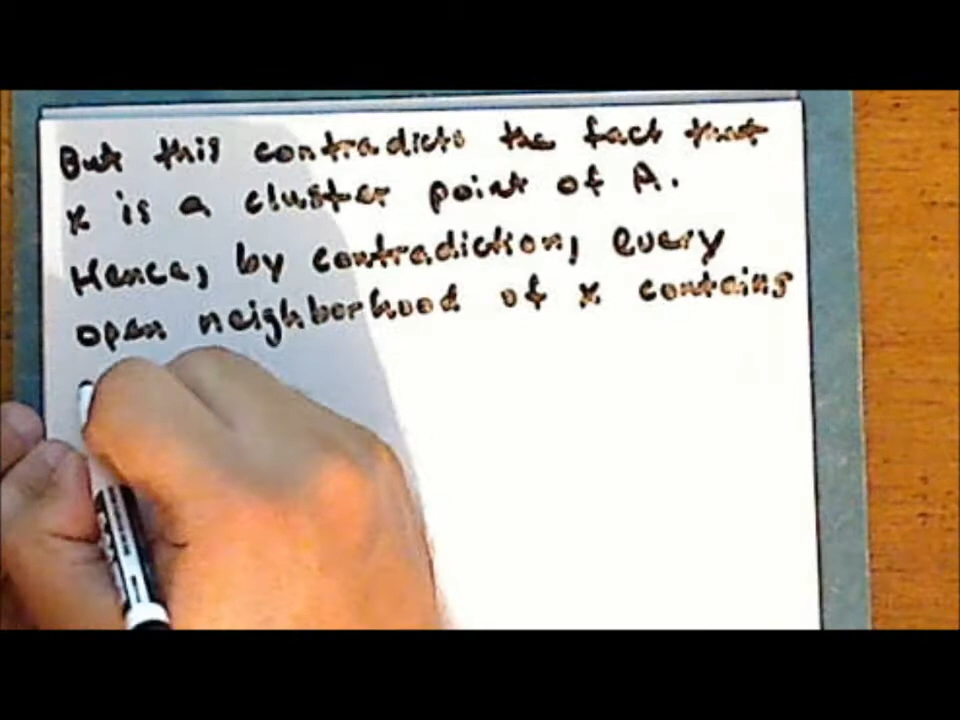 But this contradicts the fact that
x is a cluster point of A.
Hence, by contradiction, every
open neighborhood of x contains